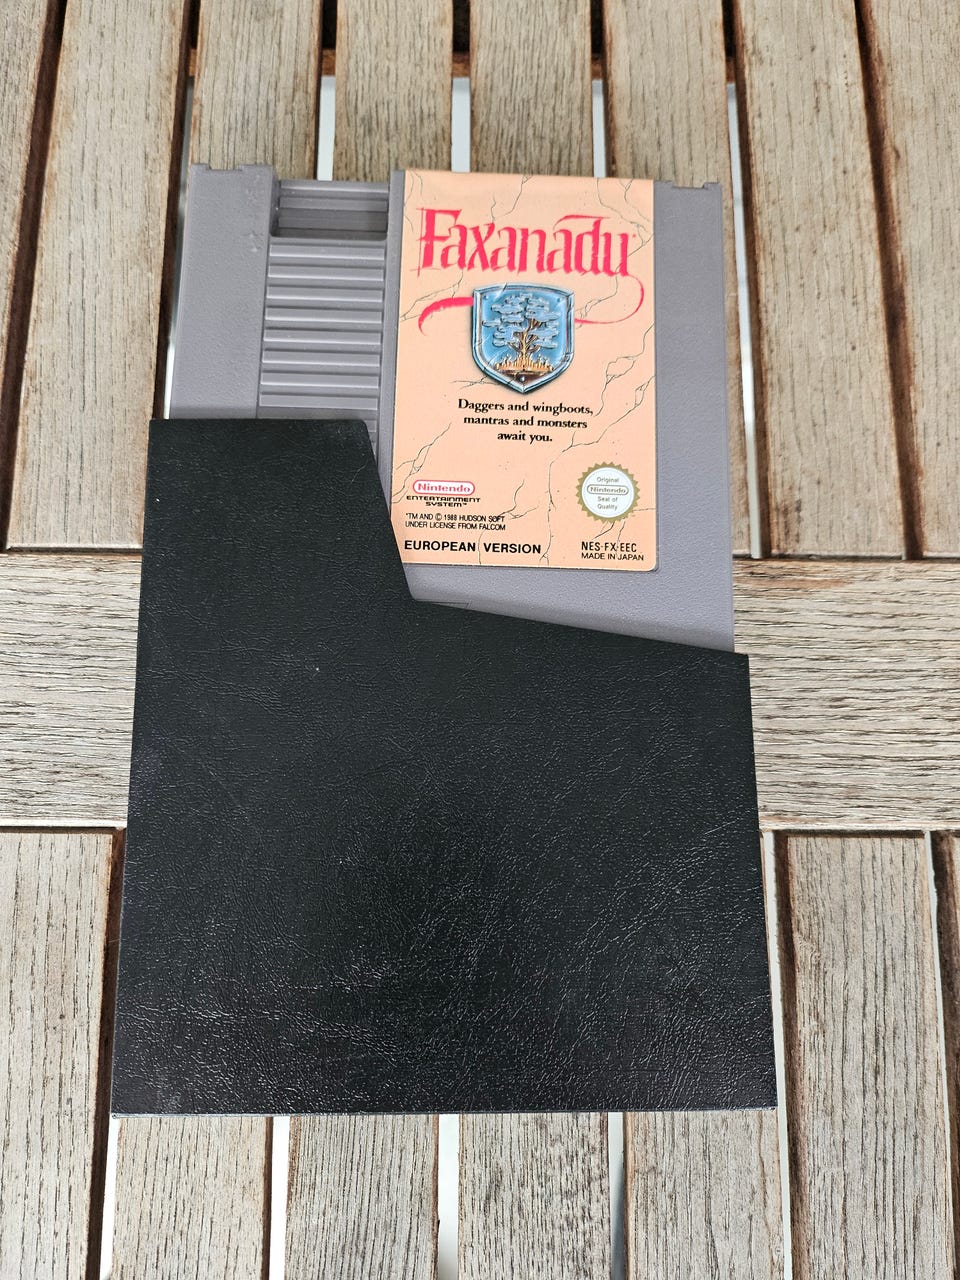 Faxanadu
Daggers and wingboots,
mantras and monsters
await you.
Nintendo
ENTERTAINMENT
SYSTEM™
Original
Nintendo
Seal of
Quality
*TM AND © 1988 HUDSON SOFT
UNDER LICENSE FROM FALCOM
EUROPEAN VERSION
NES-FX-EEC
MADE IN JAPAN